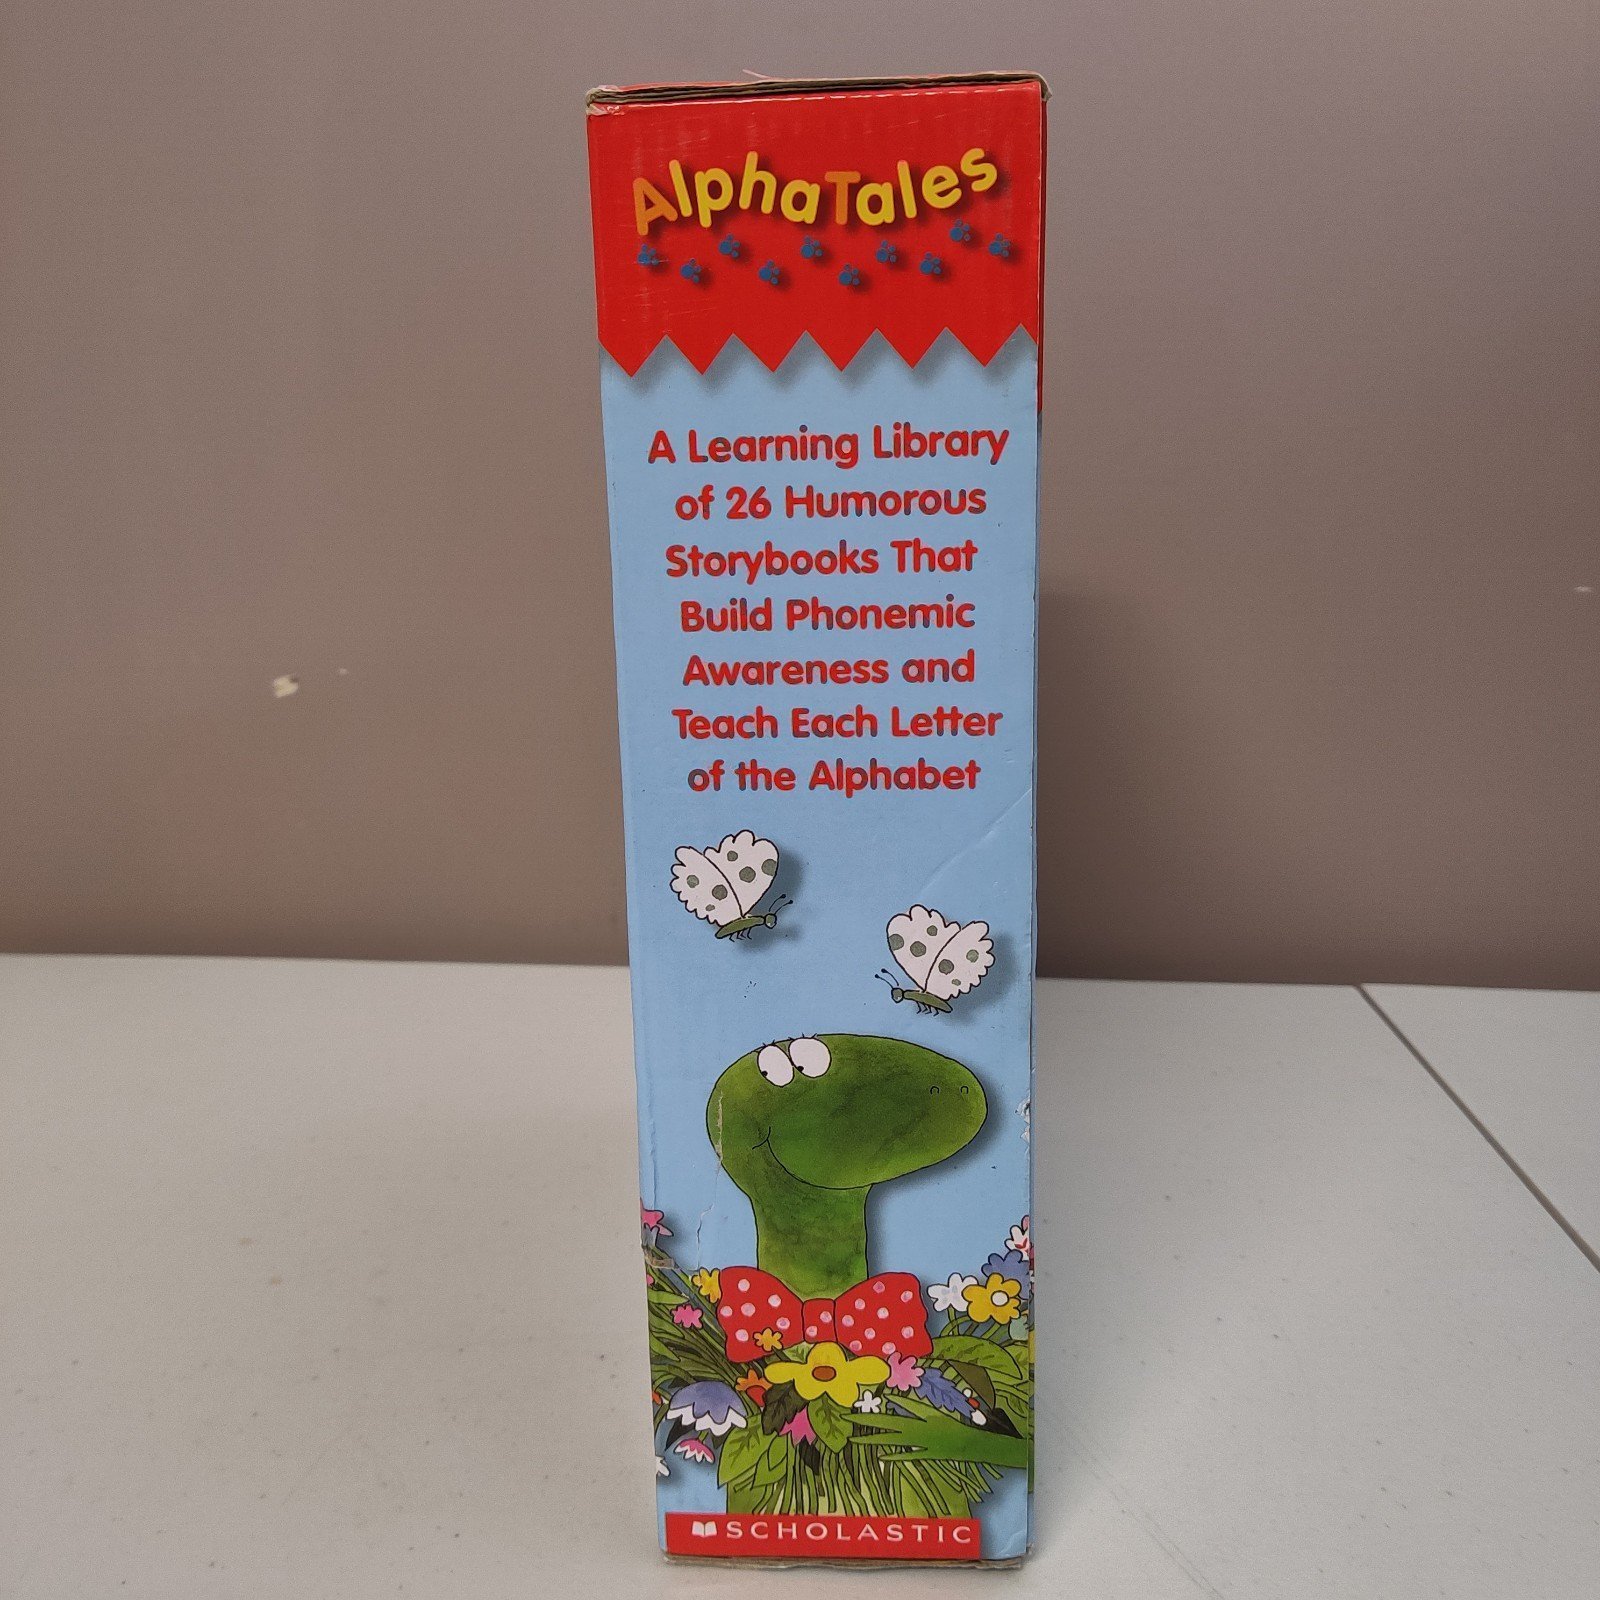 AlphaTales
A Learning Library
of 26 Humorous
Storybooks That
Build Phonemic
Awareness and
Teach Each Letter
of the Alphabet
SCHOLASTIC